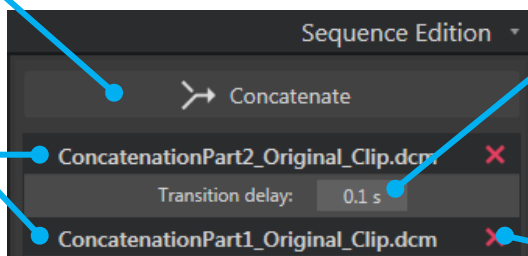 Sequence Edition
Concatenate
ConcatenationPart2_Original_Clip.dcm
Transition delay: 0.1 s
ConcatenationPart1_Original_Clip.dcm